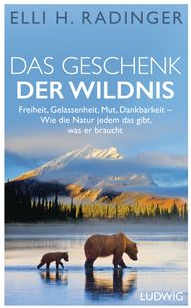 ELLI H. RADINGER
DAS GESCHENK
DER WILDNIS
Freiheit, Gelassenheit, Mut, Dankbarkeit –
Wie die Natur jedem das gibt,
was er braucht
LUDWIG